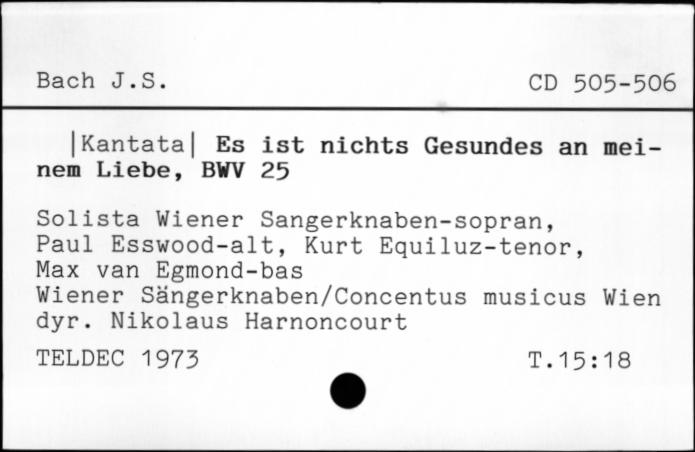 Bach J.S. CD 505-506
|Kantata| Es ist nichts Gesundes an mei-
nem Liebe, BWV 25
Solista Wiener Sangerknaben-sopran,
Paul Esswood-alt, Kurt Equiluz-tenor,
Max van Egmond-bas
Wiener Sängerknaben/Concentus musicus Wien
dyr. Nikolaus Harnoncourt
TELDEC 1973 T.15:18